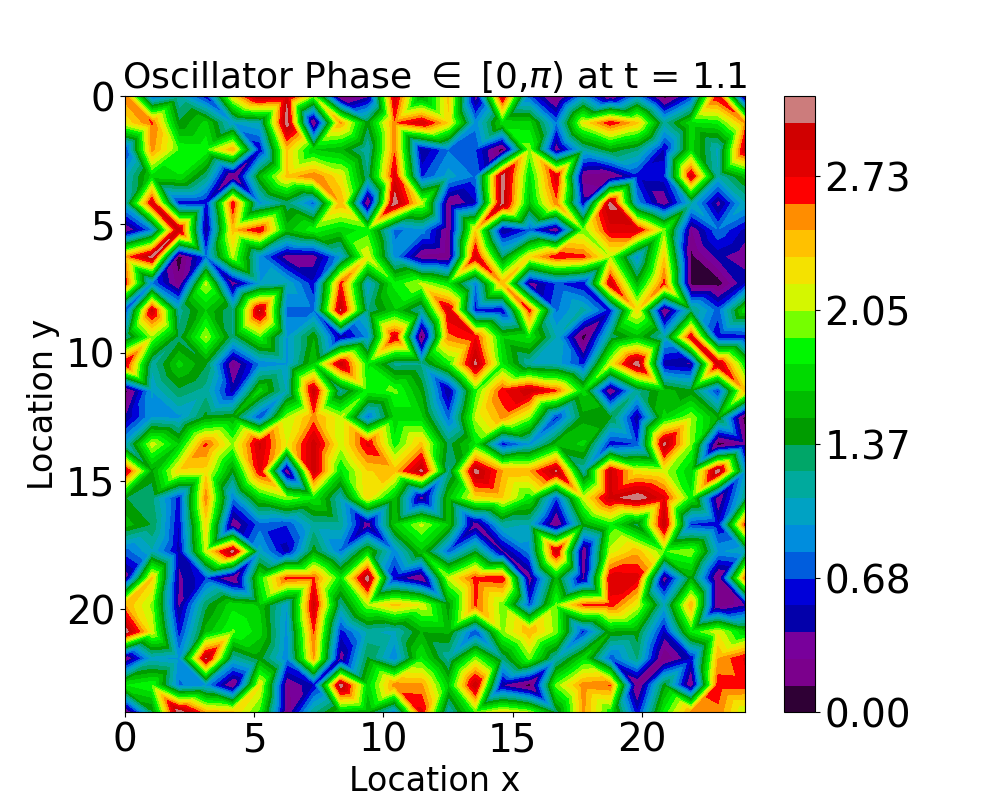 Oscillator Phase ∈ [0,π) at t = 1.1
0
5
10
15
20
Location y
0 5 10 15 20
Location x
2.73
2.05
1.37
0.68
0.00